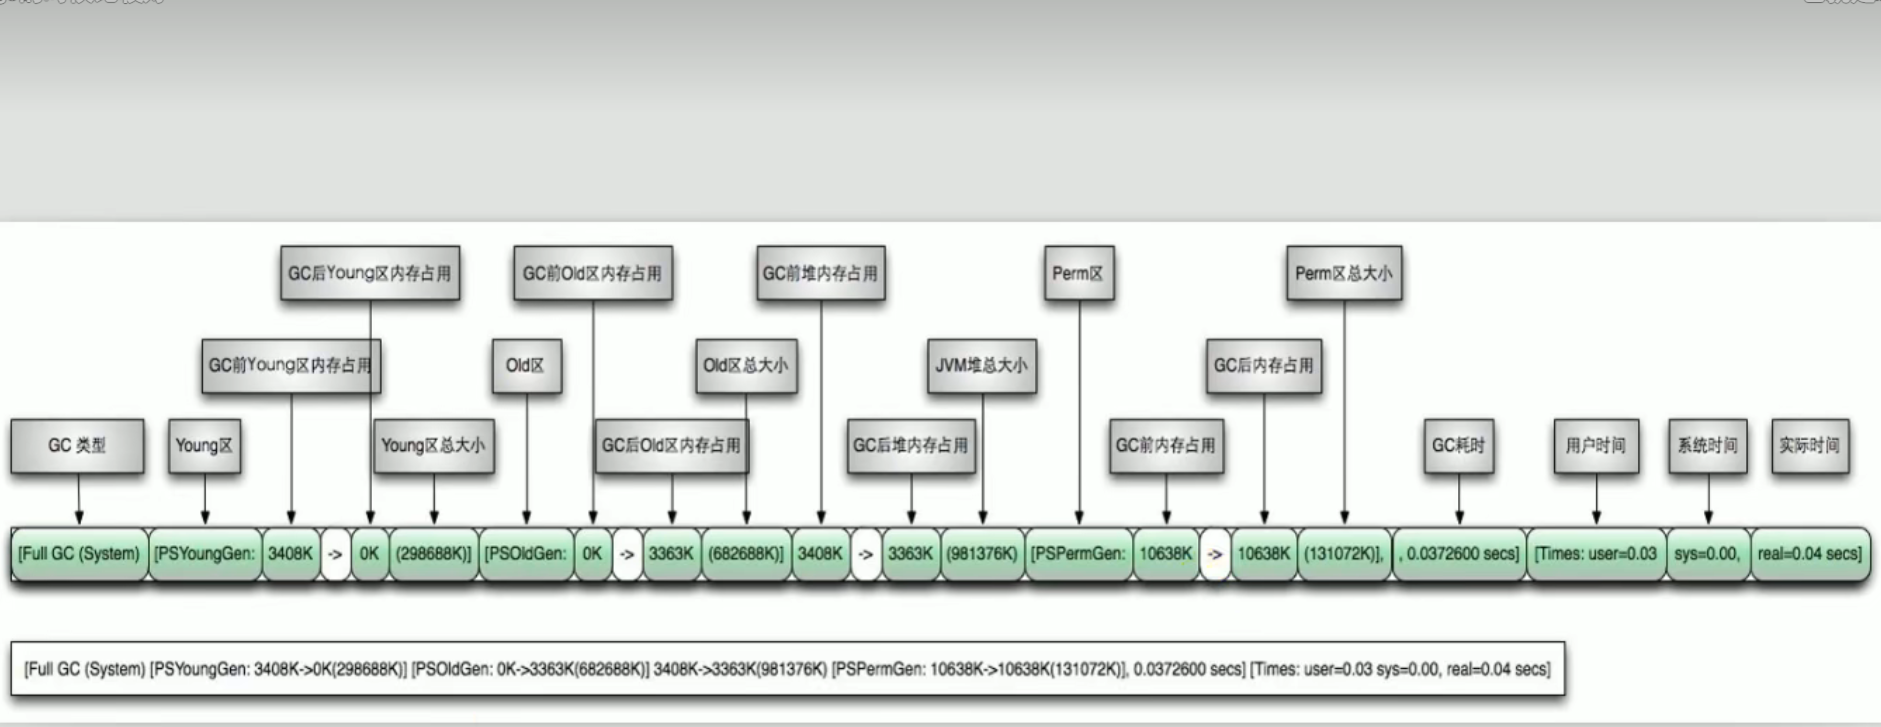 GC后Young区内存占用 GC前Old区内存占用 GC前堆内存占用 Perm区 Perm区总大小
GC前Young区内存占用 Old区 Old区总大小 JVM堆总大小 GC后内存占用
GC 类型 Young区 Young区总大小 GC后Old区内存占用 GC后堆内存占用 GC前内存占用 GC耗时 用户时间 系统时间 实际时间
[Full GC (System) [PSYoungGen: 3408K -> 0K (298688K)] [PSOldGen: 0K -> 3363K (682688K)] 3408K -> 3363K (981376K) [PSPermGen: 10638K -> 10638K (131072K)], , 0.0372600 secs] [Times: user=0.03 sys=0.00, real=0.04 secs]
[Full GC (System) [PSYoungGen: 3408K->0K(298688K)] [PSOldGen: 0K->3363K(682688K)] 3408K->3363K(981376K) [PSPermGen: 10638K->10638K(131072K)], 0.0372600 secs] [Times: user=0.03 sys=0.00, real=0.04 secs]